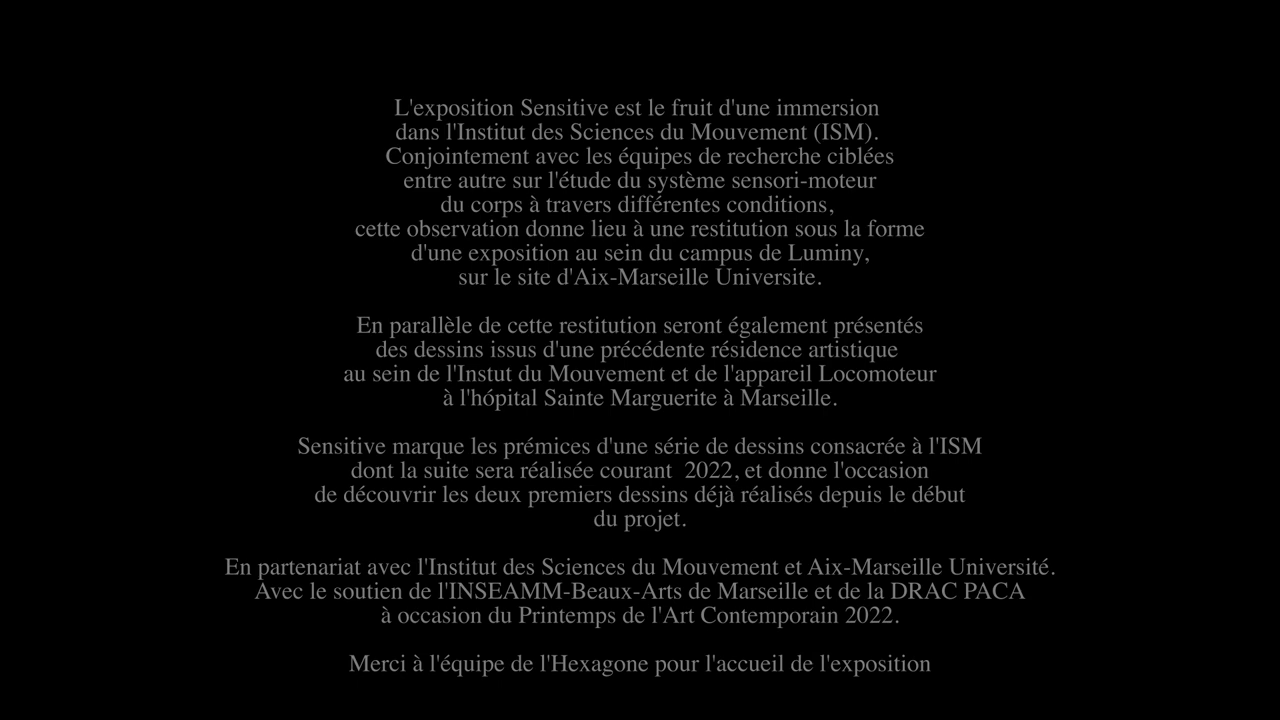 L'exposition Sensitive est le fruit d'une immersion
dans l'Institut des Sciences du Mouvement (ISM).
Conjointement avec les équipes de recherche ciblées
entre autre sur l'étude du système sensori-moteur
du corps à travers différentes conditions,
cette observation donne lieu à une restitution sous la forme
d'une exposition au sein du campus de Luminy,
sur le site d'Aix-Marseille Universite.
En parallèle de cette restitution seront également présentés
des dessins issus d'une précédente résidence artistique
au sein de l'Instut du Mouvement et de l'appareil Locomoteur
à l'hópital Sainte Marguerite à Marseille.
Sensitive marque les prémices d'une série de dessins consacrée à l'ISM
dont la suite sera réalisée courant  2022, et donne l'occasion
de découvrir les deux premiers dessins déjà réalisés depuis le début
du projet.
En partenariat avec l'Institut des Sciences du Mouvement et Aix-Marseille Université.
Avec le soutien de l'INSEAMM-Beaux-Arts de Marseille et de la DRAC PACA
à occasion du Printemps de l'Art Contemporain 2022.
Merci à l'équipe de l'Hexagone pour l'accueil de l'exposition